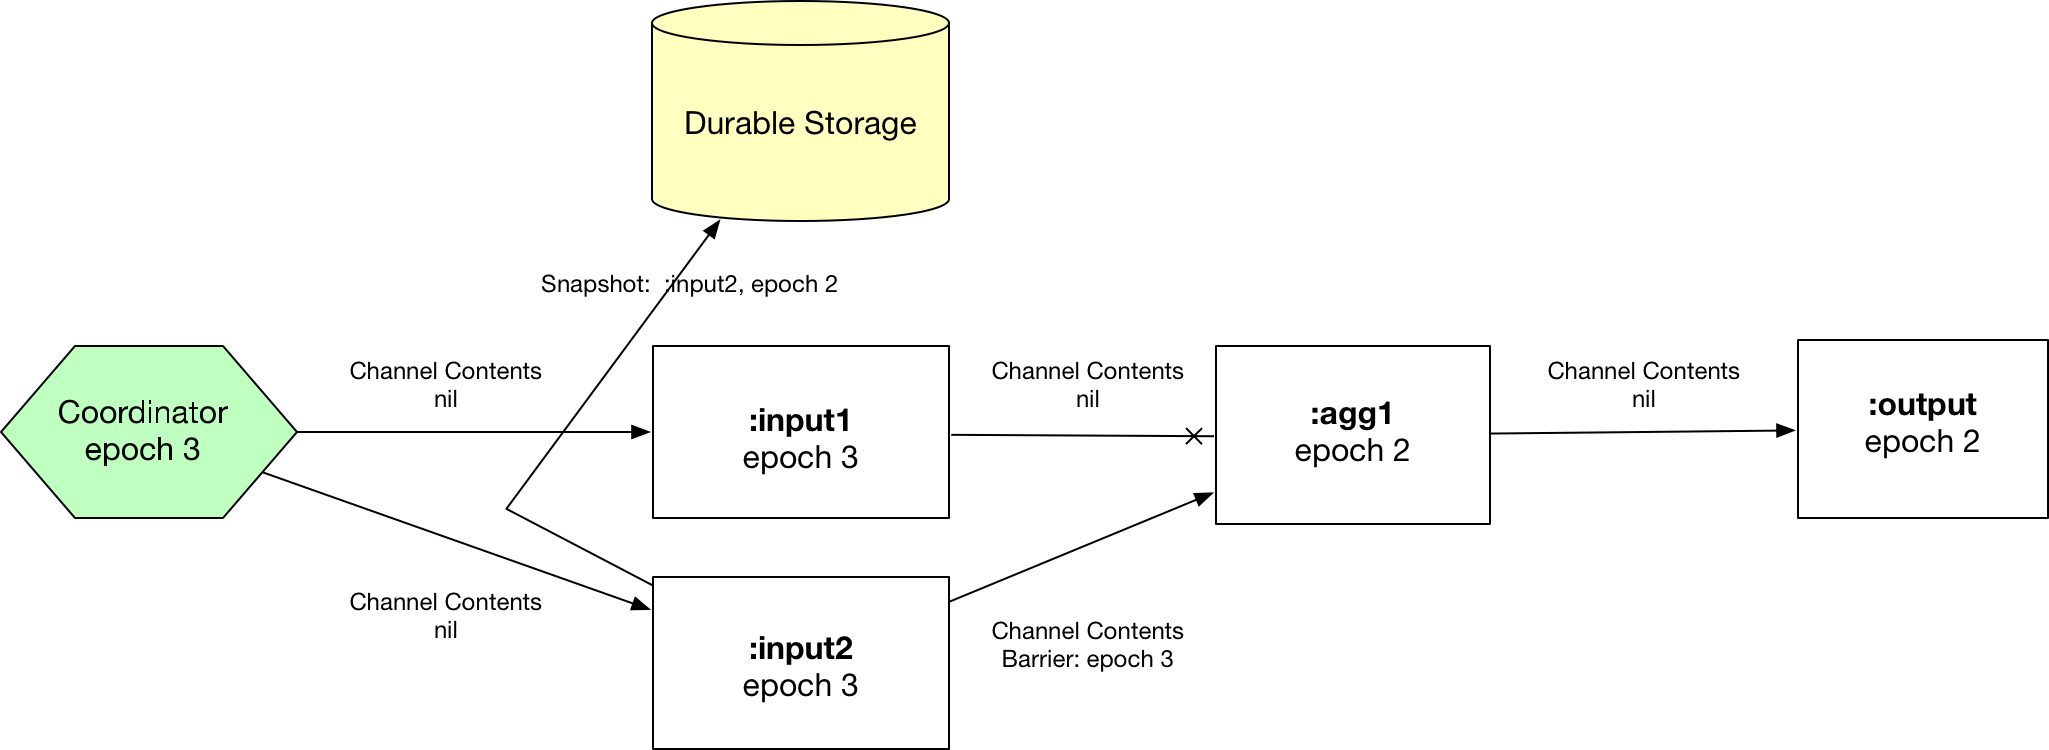 Durable Storage
Snapshot:  :input2, epoch 2
Channel Contents
nil
Channel Contents
nil
Channel Contents
nil
Coordinator
epoch 3
:input1
epoch 3
:agg1
epoch 2
:output
epoch 2
Channel Contents
nil
:input2
epoch 3
Channel Contents
Barrier: epoch 3